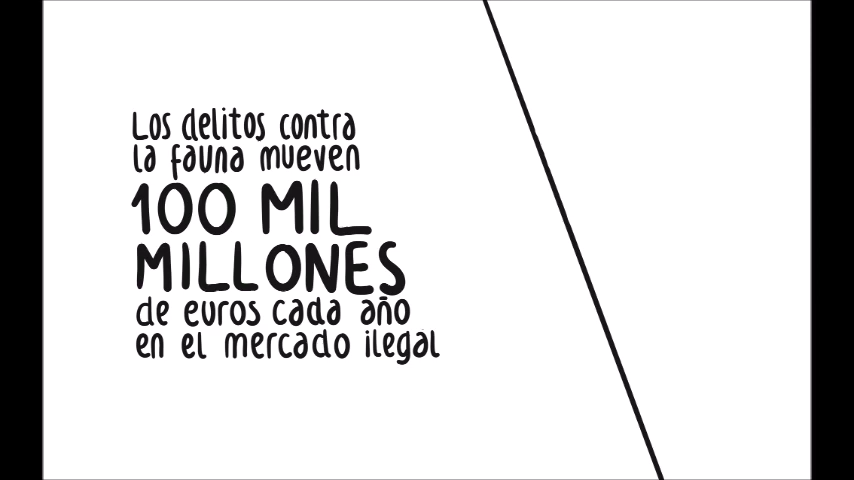 Los delitos contra
la fauna mueven
100 MIL
MILLONES
de euros cada año
en el mercado ilegal